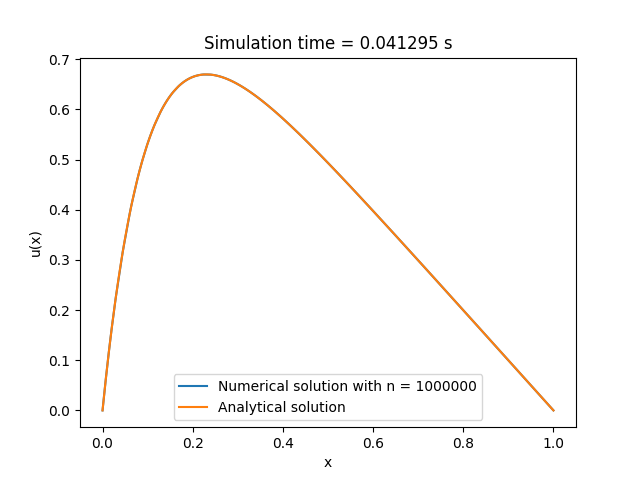 Simulation time = 0.041295 s
0.7
0.6
0.5
0.4
0.3
0.2
0.1
0.0
u(x)
Numerical solution with n = 1000000
Analytical solution
0.0 0.2 0.4 0.6 0.8 1.0
x